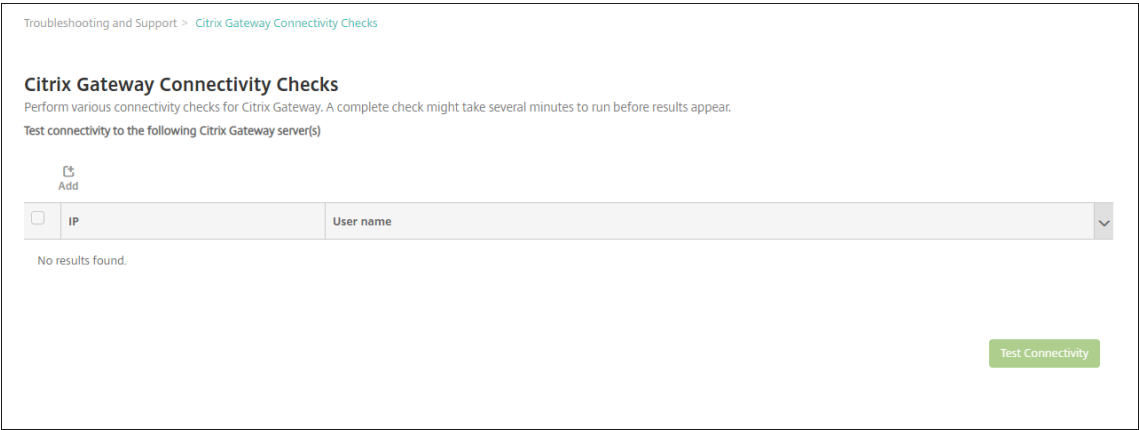 Troubleshooting and Support > Citrix Gateway Connectivity Checks
Citrix Gateway Connectivity Checks
Perform various connectivity checks for Citrix Gateway. A complete check might take several minutes to run before results appear.
Test connectivity to the following Citrix Gateway server(s)
Add
IP User name
No results found.
Test Connectivity